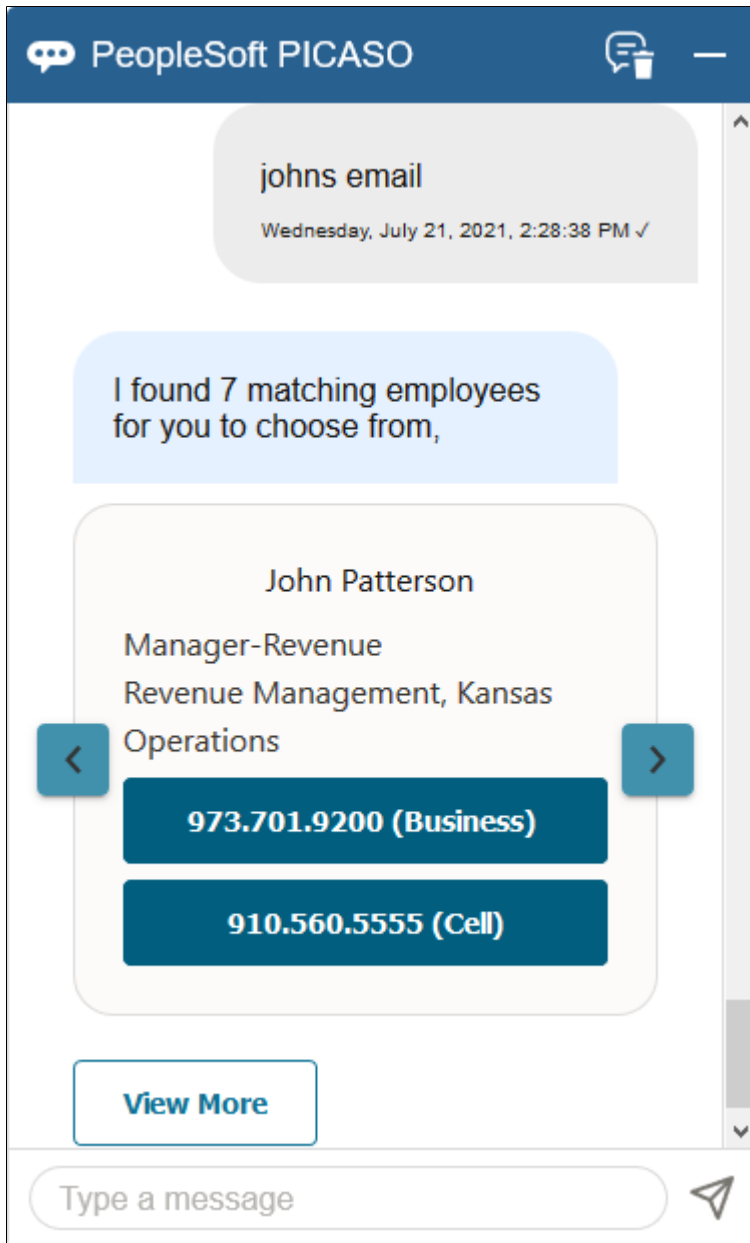 PeopleSoft PICASO
johns email
Wednesday, July 21, 2021, 2:28:38 PM ✓
I found 7 matching employees
for you to choose from,
John Patterson
Manager-Revenue
Revenue Management, Kansas
Operations
973.701.9200 (Business)
910.560.5555 (Cell)
View More
Type a message